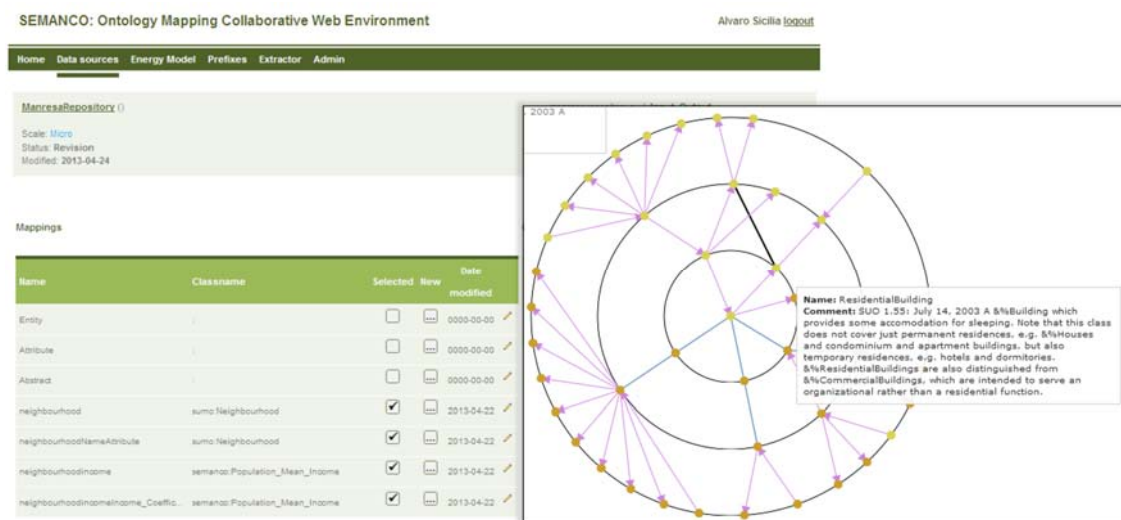 SEMANCO: Ontology Mapping Collaborative Web Environment
Alvaro Sicilia logout
Home Data sources Energy Model Prefixes Extractor Admin
ManresaRepository ()
Scale: Micro
Status: Revision
Modified: 2013-04-24
, 2003 A
Mappings
Name Classname Selected New Date modified
Entity : ... 0000-00-00
Attribute : ... 0000-00-00
Abstract : ... 0000-00-00
neighbourhood sumo:Neighbourhood ... 2013-04-22
neighbourhoodNameAttribute sumo:Neighbourhood ... 2013-04-22
neighbourhoodIncome semanco:Population_Mean_Income ... 2013-04-22
neighbourhoodIncomeIncome_Coeffic... semanco:Population_Mean_Income ... 2013-04-22
Name: ResidentialBuilding
Comment: SUO 1.55: July 14, 2003 A &%Building which
provides some accomodation for sleeping. Note that this class
does not cover just permanent residences, e.g. &%Houses
and condominium and apartment buildings, but also
temporary residences, e.g. hotels and dormitories.
&%ResidentialBuildings are also distinguished from
&%CommercialBuildings, which are intended to serve an
organizational rather than a residential function.